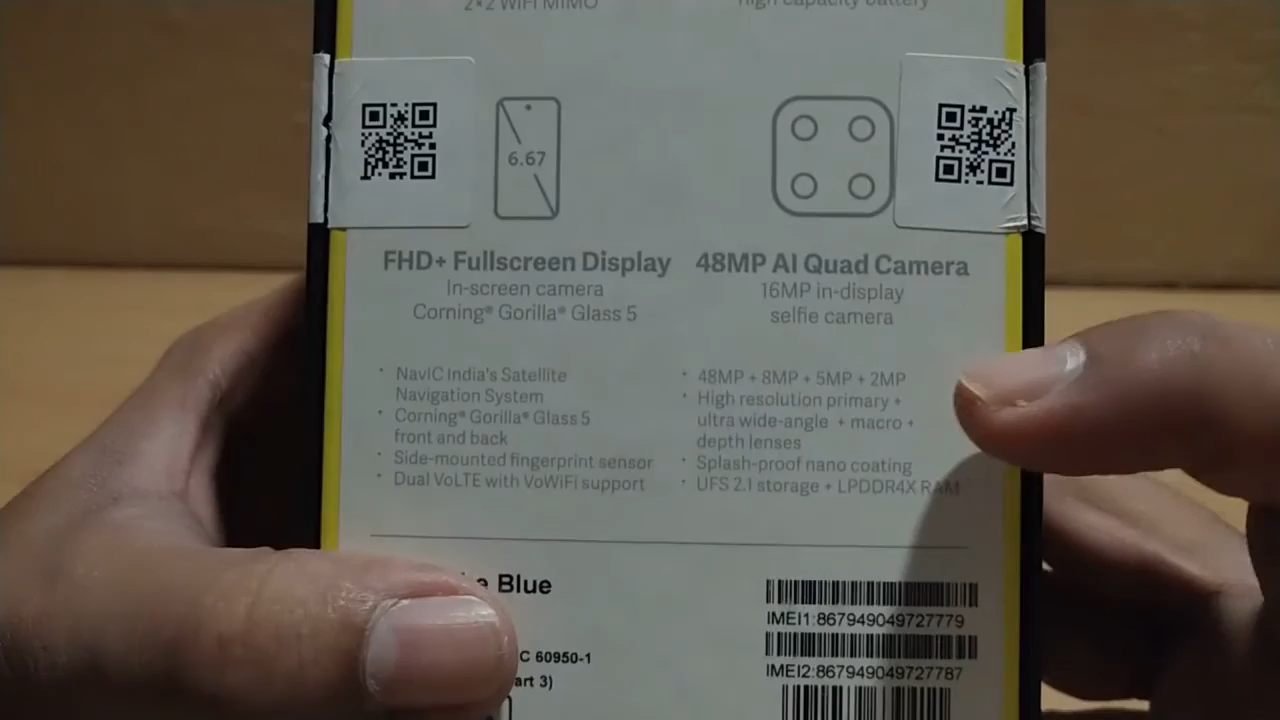 2×2 WiFi MIMO
high capacity battery
6.67
FHD+ Fullscreen Display
In-screen camera
Corning® Gorilla® Glass 5
48MP AI Quad Camera
16MP in-display
selfie camera
• NavIC India's Satellite
Navigation System
• Corning® Gorilla® Glass 5
front and back
• Side-mounted fingerprint sensor
• Dual VoLTE with VoWiFi support
• 48MP + 8MP + 5MP + 2MP
• High resolution primary +
ultra wide-angle + macro +
depth lenses
• Splash-proof nano coating
• UFS 2.1 storage + LPDDR4X RAM
Blue
C 60950-1
art 3)
IMEI1:867949049727779
IMEI2:867949049727787